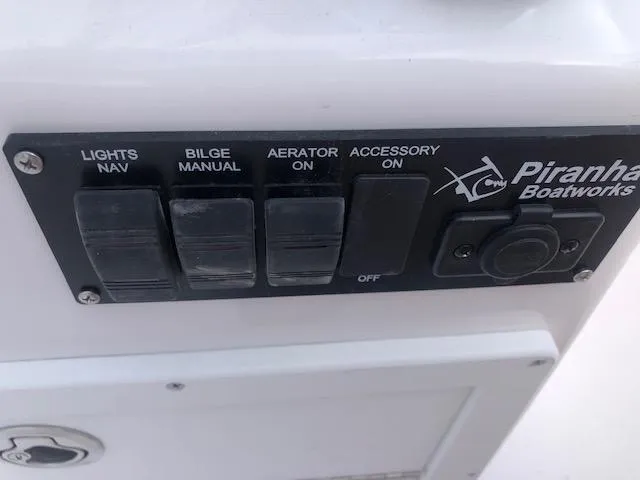 LIGHTS
NAV
BILGE
MANUAL
AERATOR
ON
ACCESSORY
ON
OFF
Piranha
Boatworks